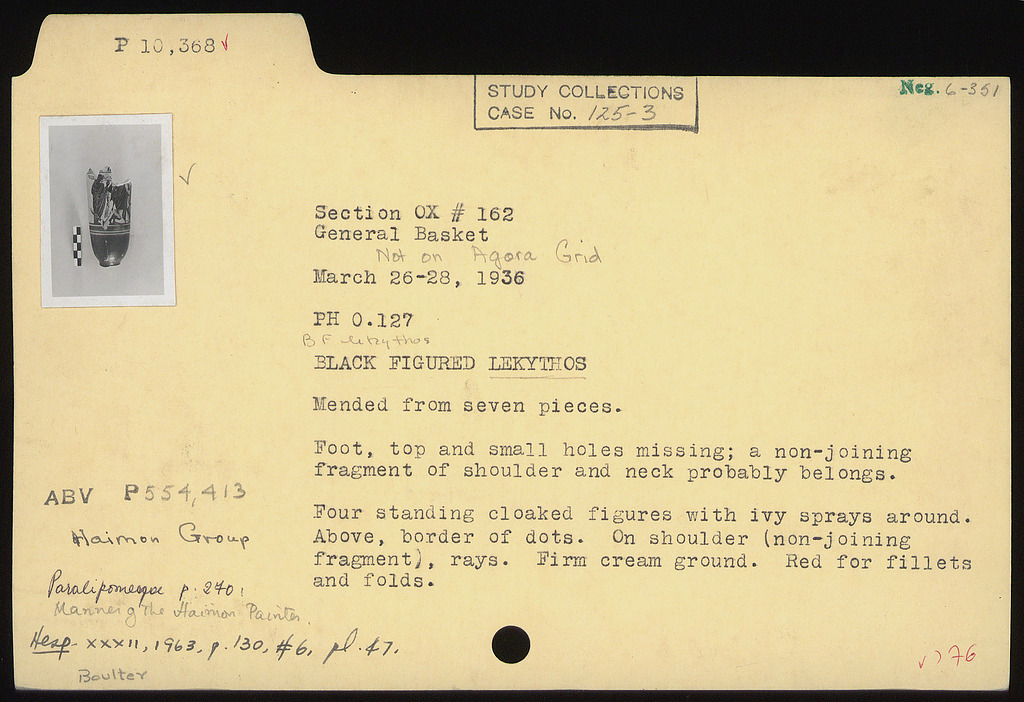 P 10,368 ✓
STUDY COLLECTIONS
CASE No. 125-3
Neg. 6-351
✓
Section OX # 162
General Basket
Not on Agora Grid
March 26-28, 1936
PH 0.127
BF lekythos
BLACK FIGURED LEKYTHOS
Mended from seven pieces.
Foot, top and small holes missing; a non-joining
fragment of shoulder and neck probably belongs.
Four standing cloaked figures with ivy sprays around.
Above, border of dots. On shoulder (non-joining
fragment), rays. Firm cream ground. Red for fillets
and folds.
ABV P554,413
Haimon Group
Paralipomena p. 270:
Manner of the Haimon Painter.
Hesp. XXXII, 1963, p. 130, #6, pl. 47.
Boulter
✓ 76